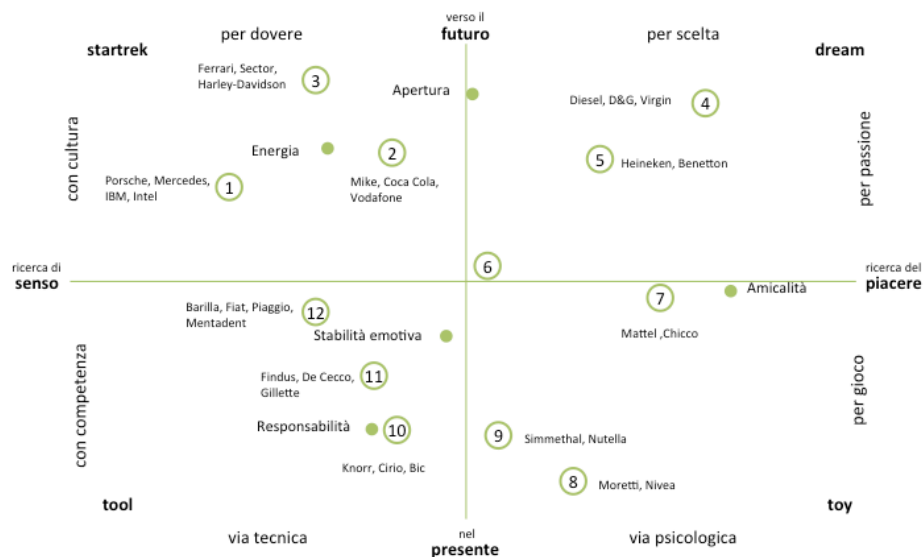 per dovere
verso il
futuro
per scelta
startrek
dream
Ferrari, Sector,
Harley-Davidson
3
Apertura
Diesel, D&G, Virgin
4
con cultura
per passione
Energia
2
5
Heineken, Benetton
Porsche, Mercedes,
IBM, Intel
1
Mike, Coca Cola,
Vodafone
6
ricerca di
senso
ricerca del
piacere
7
Amicalità
Barilla, Fiat, Piaggio,
Mentadent
12
Stabilità emotiva
Mattel ,Chicco
con competenza
per gioco
Findus, De Cecco,
Gillette
11
Responsabilità
10
9
Simmethal, Nutella
Knorr, Cirio, Bic
8
Moretti, Nivea
tool
toy
via tecnica
nel
presente
via psicologica